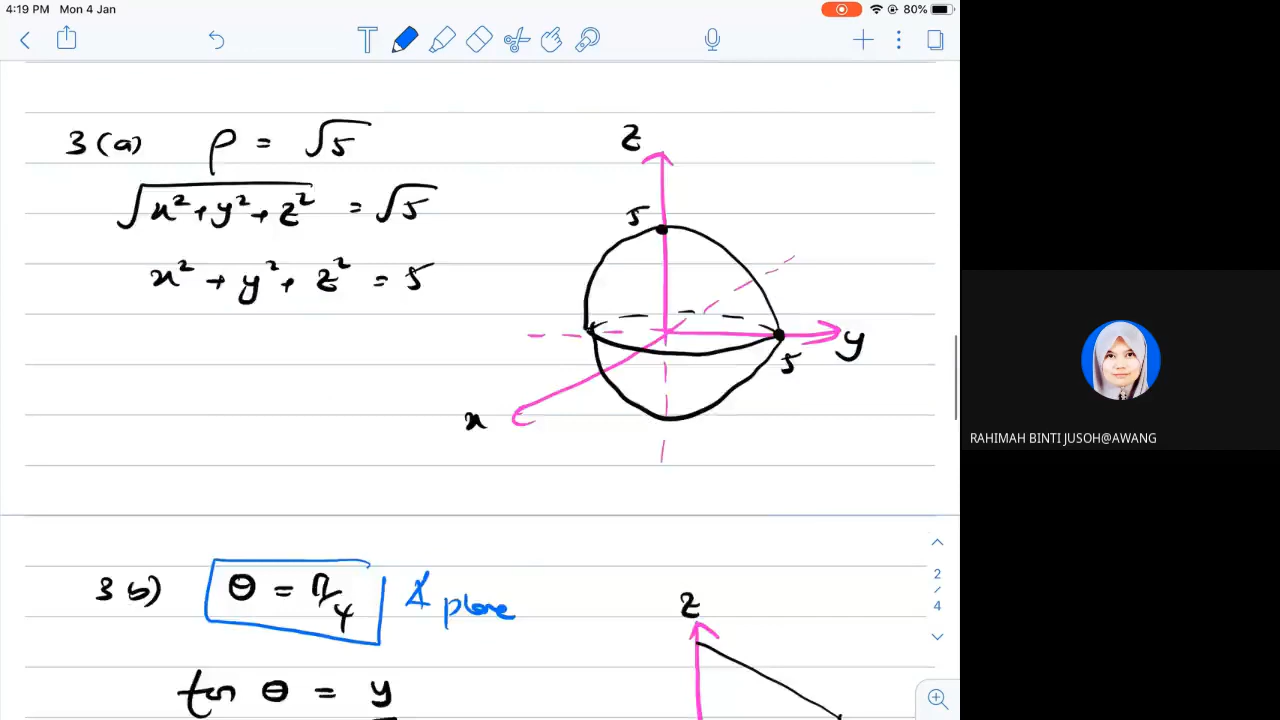 4:19 PM Mon 4 Jan
80%
T
3(a) ρ = √5
√x²+y²+z² = √5
x² + y² + z² = 5
z
5
y
5
x
RAHIMAH BINTI JUSOH@AWANG
3 b) θ = π/4 plane
z
tan θ = y
2
/
4